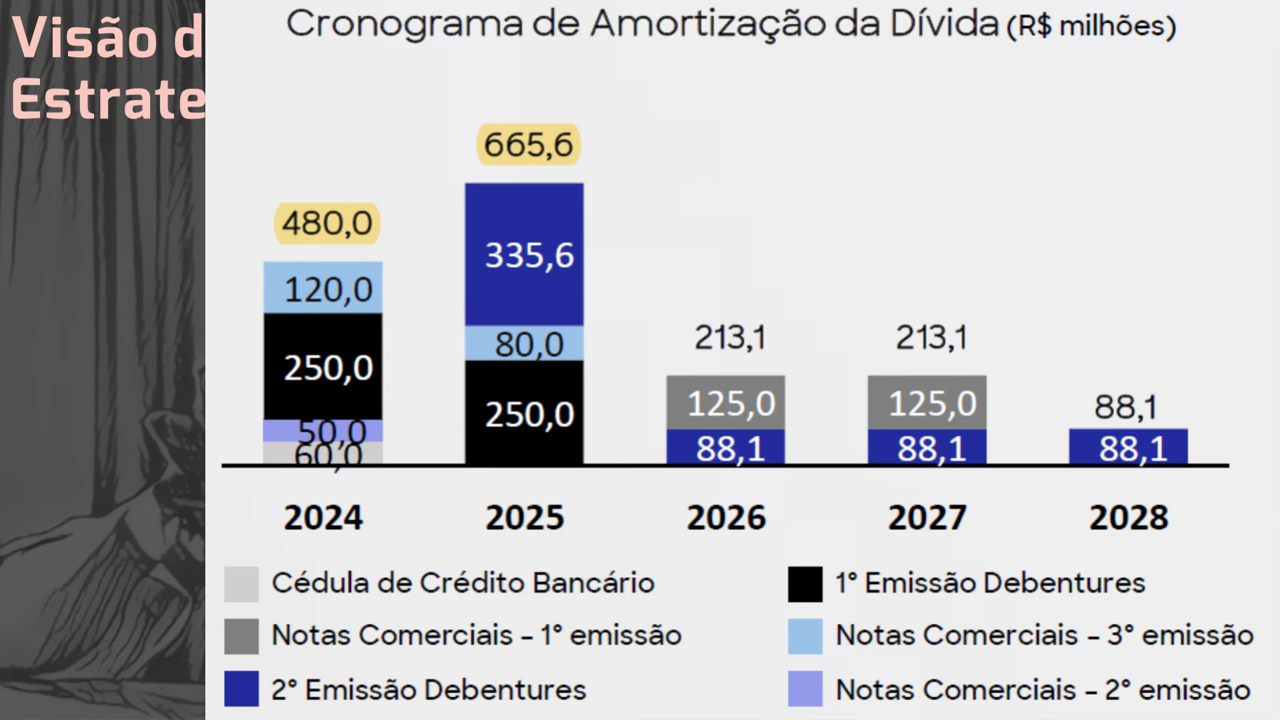 Visão d
Estrate
Cronograma de Amortização da Dívida (R$ milhões)
480,0
120,0
250,0
50,0
60,0
665,6
335,6
80,0
250,0
213,1
125,0
88,1
213,1
125,0
88,1
88,1
88,1
2024 2025 2026 2027 2028
Cédula de Crédito Bancário
1° Emissão Debentures
Notas Comerciais – 1° emissão
Notas Comerciais – 3° emissão
2° Emissão Debentures
Notas Comerciais – 2° emissão